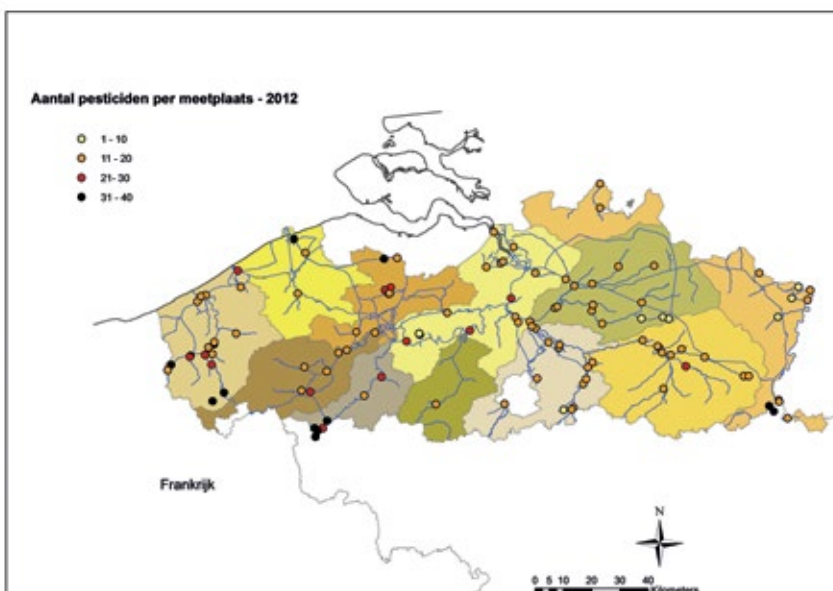 Aantal pesticiden per meetplaats - 2012
1 - 10
11 - 20
21 - 30
31 - 40
Frankrijk
N
0 5 10 20 30 40
Kilometers